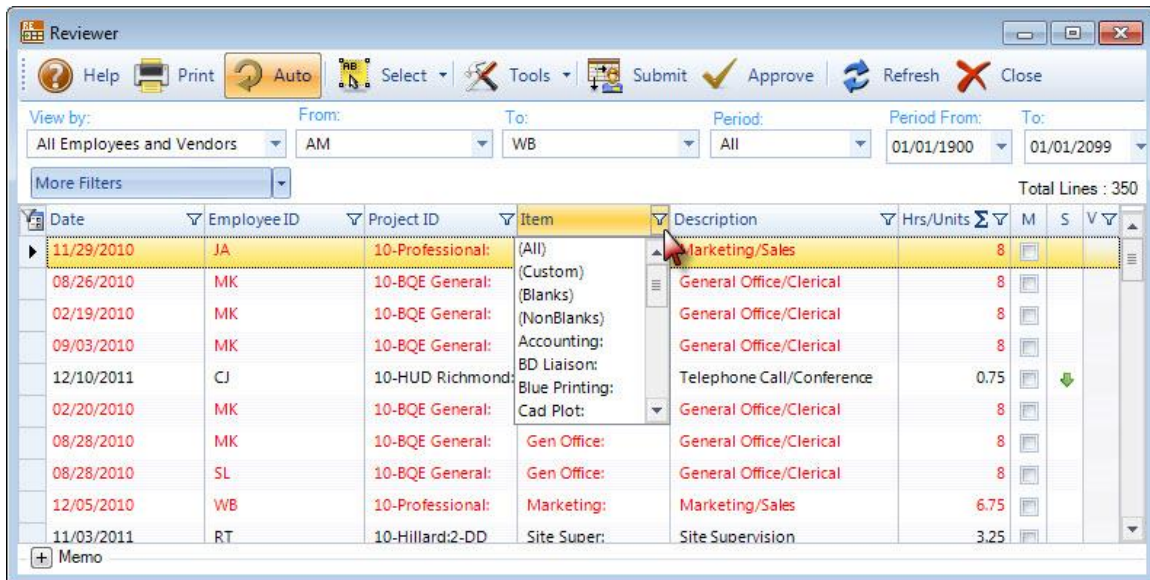 Reviewer
Help Print Auto Select Tools Submit Approve Refresh Close
View by: From: To: Period: Period From: To:
All Employees and Vendors AM WB All 01/01/1900 01/01/2099
More Filters Total Lines : 350
Date Employee ID Project ID Item Description Hrs/Units Σ M S V
11/29/2010 JA 10-Professional: (All) Marketing/Sales 8
(Custom)
08/26/2010 MK 10-BQE General: (Blanks) General Office/Clerical 8
02/19/2010 MK 10-BQE General: (NonBlanks) General Office/Clerical 8
09/03/2010 MK 10-BQE General: Accounting: General Office/Clerical 8
BD Liaison:
12/10/2011 CJ 10-HUD Richmond: Blue Printing: Telephone Call/Conference 0.75
02/20/2010 MK 10-BQE General: Cad Plot: General Office/Clerical 8
08/28/2010 MK 10-BQE General: Gen Office: General Office/Clerical 8
08/28/2010 SL 10-BQE General: Gen Office: General Office/Clerical 8
12/05/2010 WB 10-Professional: Marketing: Marketing/Sales 6.75
11/03/2011 RT 10-Hillard:2-DD Site Super: Site Supervision 3.25
+ Memo